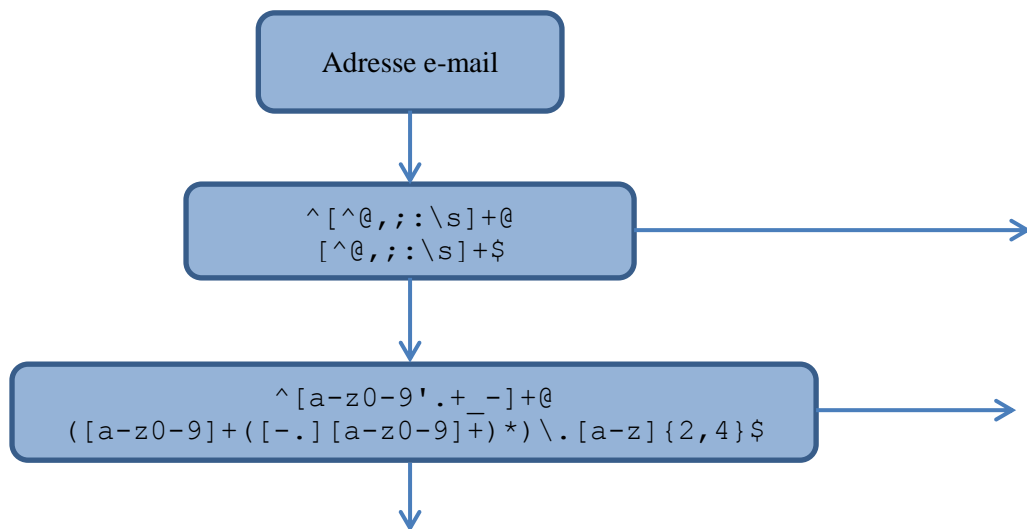 Adresse e-mail
^[^@,;:\s]+@
[^@,;:\s]+$
^[a-z0-9'.+_-]+@
([a-z0-9]+([-.][a-z0-9]+)*)\.[a-z]{2,4}$